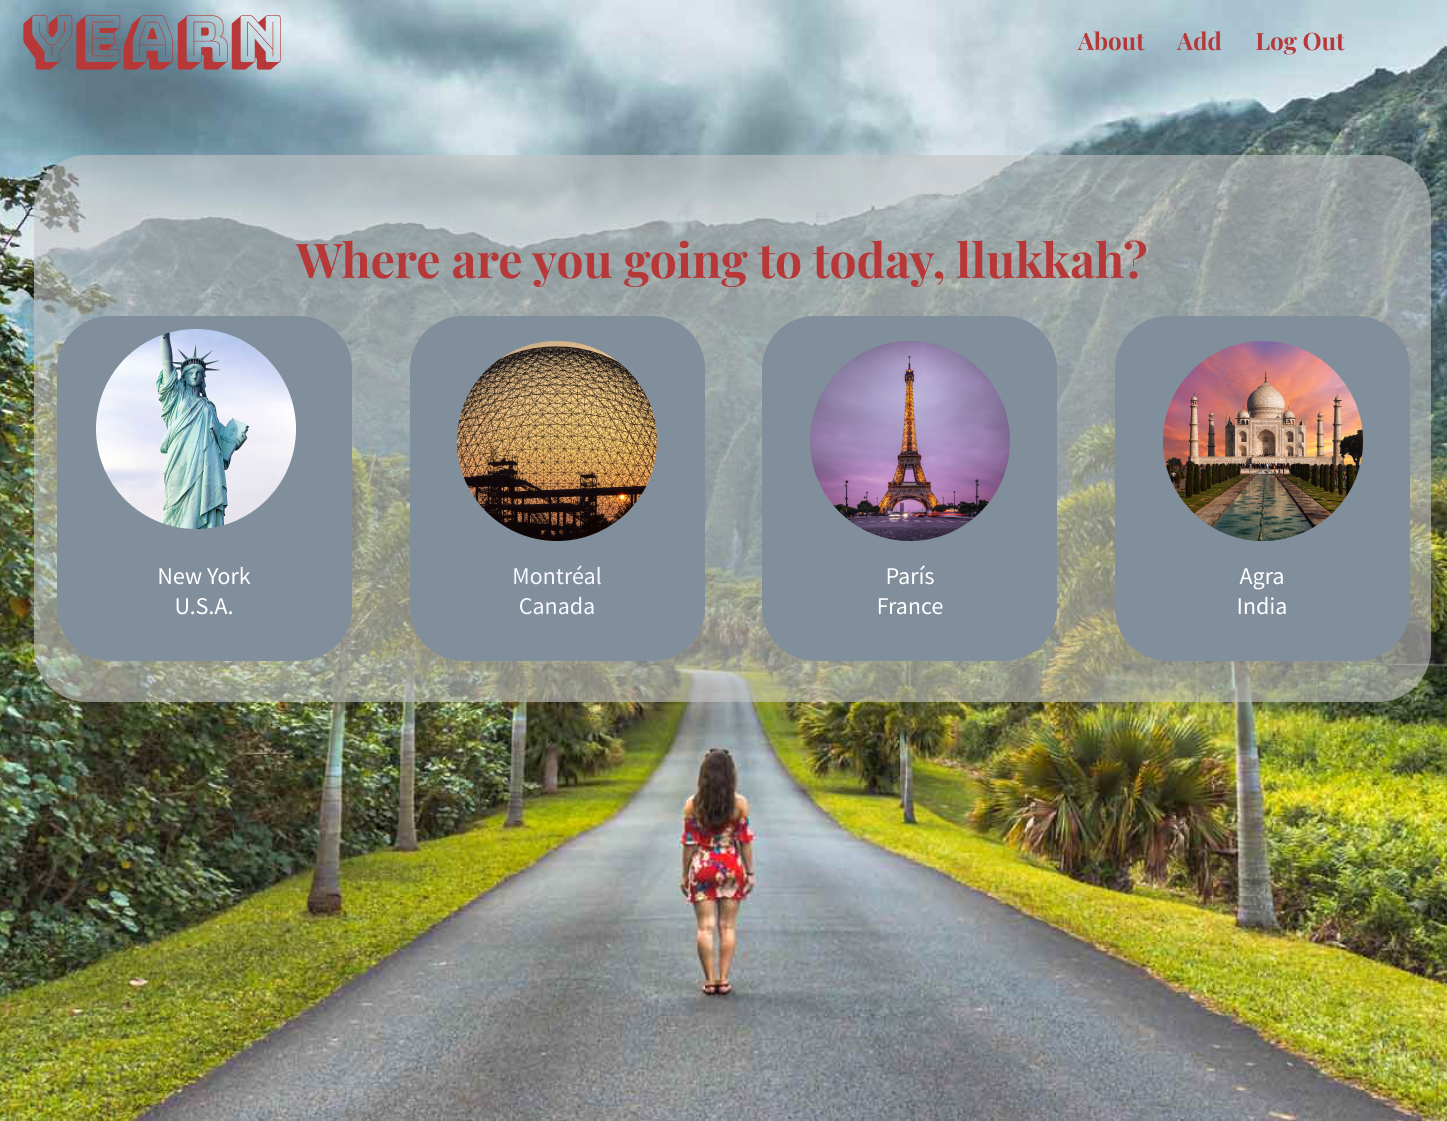 YEARN
About Add Log Out
Where are you going to today, llukkah?
New York
U.S.A.
Montréal
Canada
París
France
Agra
India